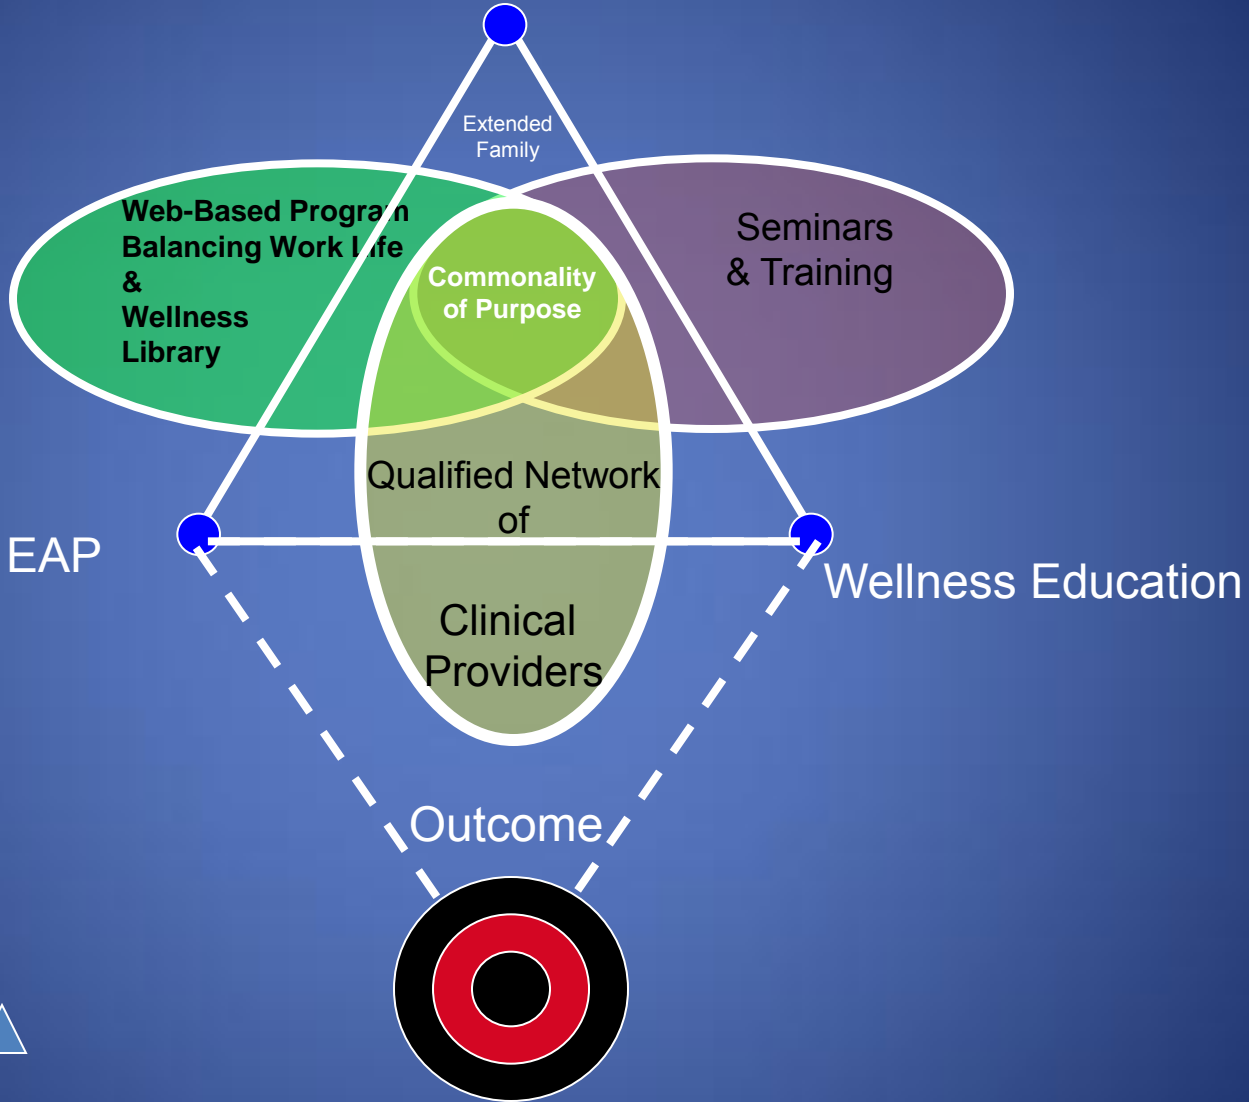 Extended
Family
Web-Based Program
Balancing Work Life
&
Wellness
Library
Commonality
of Purpose
Seminars
& Training
Qualified Network
of
Clinical
Providers
EAP
Wellness Education
Outcome